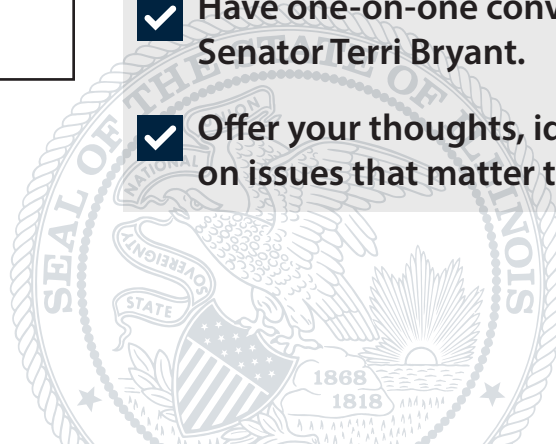 Have one-on-one conv
Senator Terri Bryant.
Offer your thoughts, id
on issues that matter t
SEAL OF THE STATE OF ILLINOIS
NATIONAL UNION
STATE SOVEREIGNTY
1868
1818